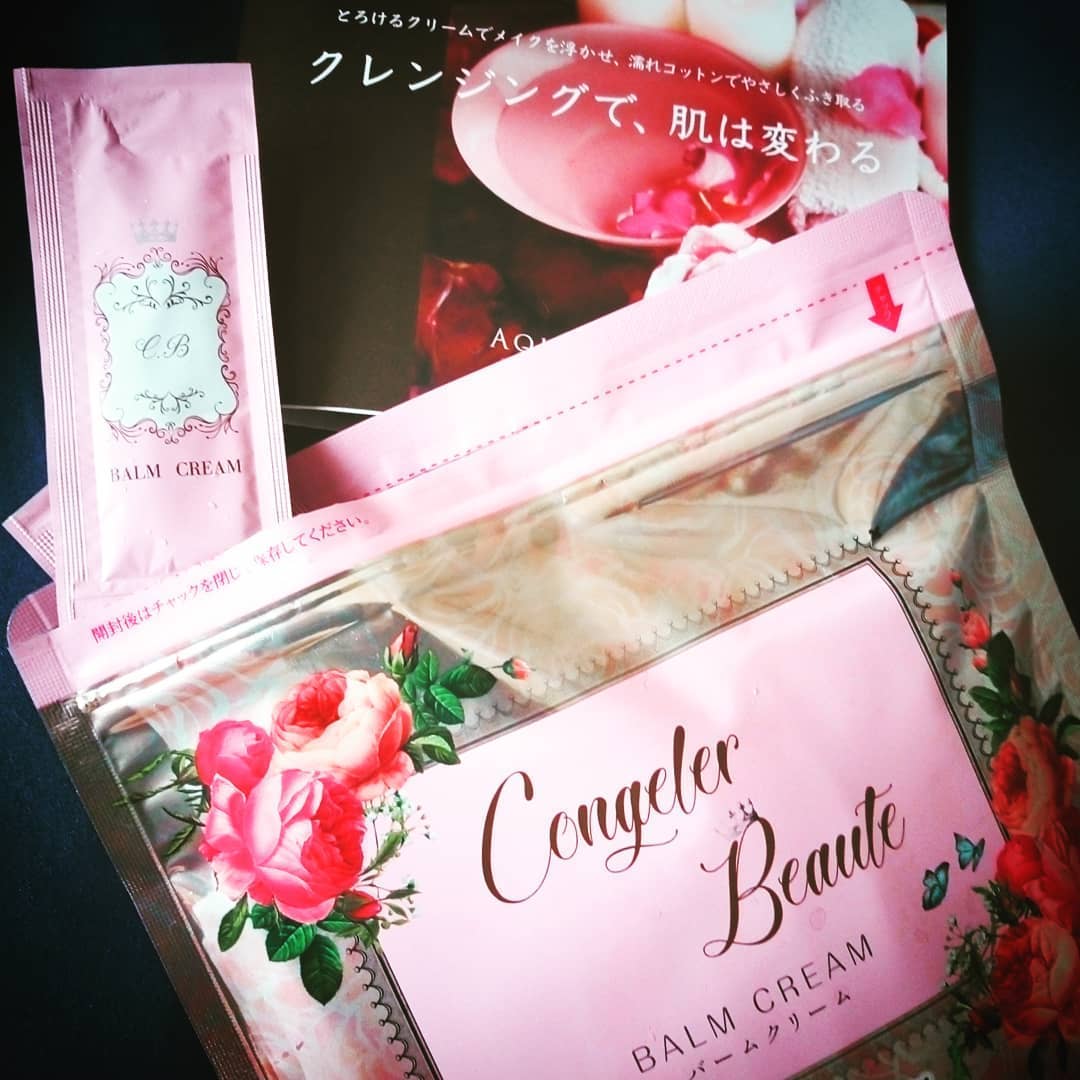 とろけるクリームでメイクを浮かせ、濡れコットンでやさしくふき取る
クレンジングで、肌は変わる
C.B
BALM CREAM
開封後はチャックを閉じ 保存してください。
Congeler
Beaute
BALM CREAM
バームクリーム